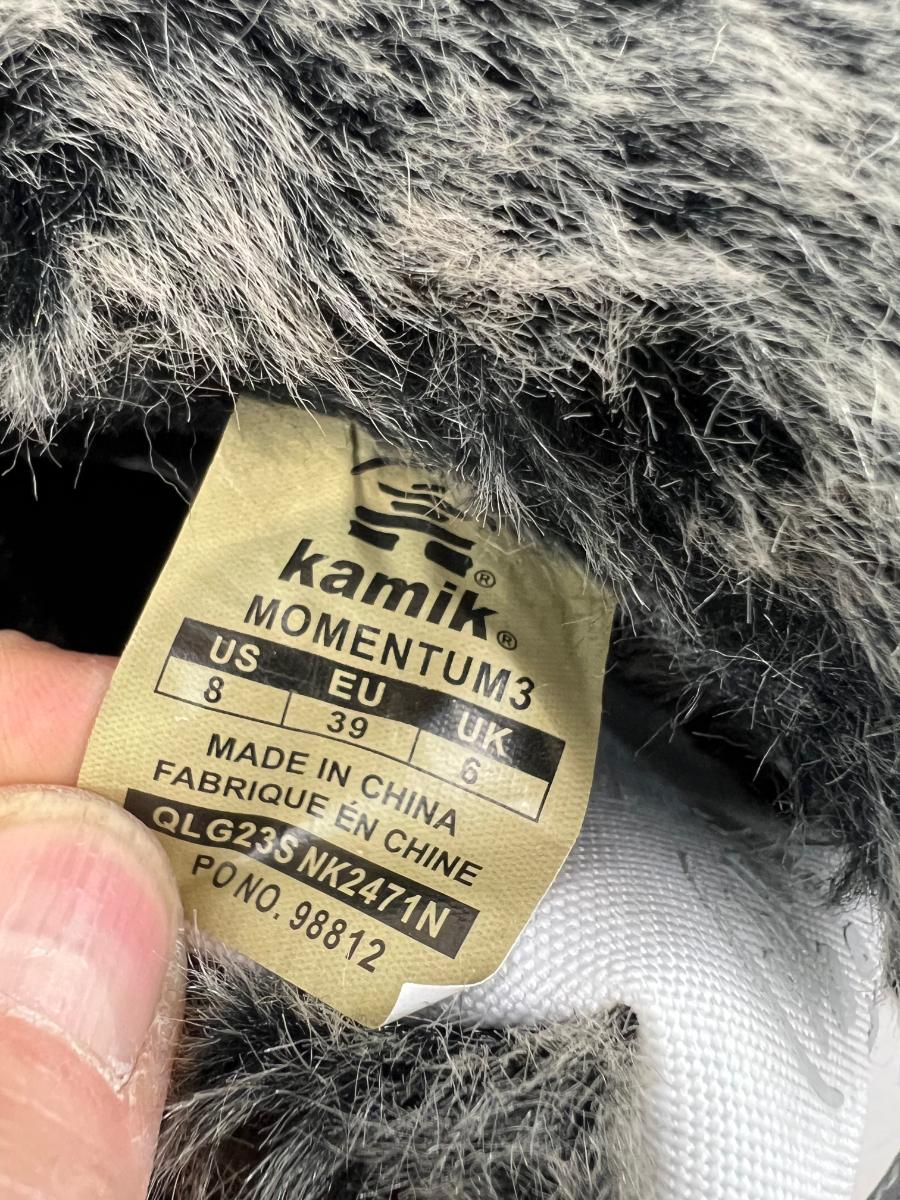 ®
kamik®
MOMENTUM3
US EU UK
8 39 6
MADE IN CHINA
FABRIQUE ÉN CHINE
QLG23S NK2471N
PO NO. 98812